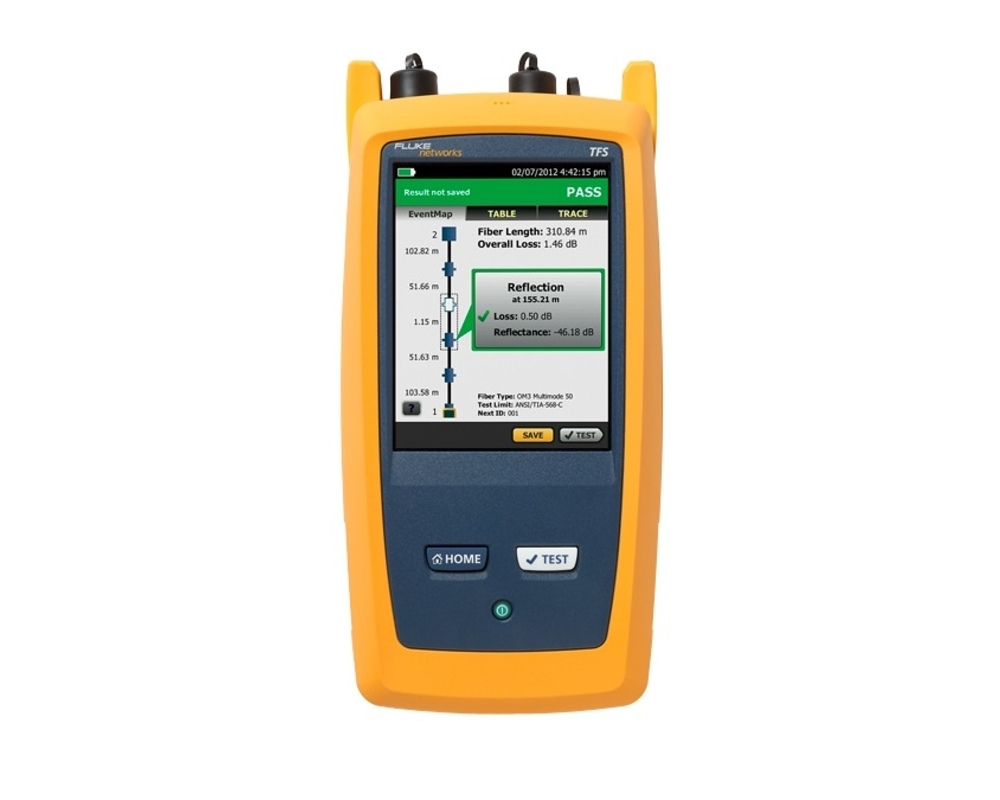 FLUKE
networks
TFS
02/07/2012 4:42:15 pm
Result not saved PASS
EventMap TABLE TRACE
2
Fiber Length: 310.84 m
Overall Loss: 1.46 dB
102.82 m
51.66 m
1.15 m
51.63 m
103.58 m
1
Reflection
at 155.21 m
Loss: 0.50 dB
Reflectance: -46.18 dB
Fiber Type: OM3 Multimode 50
Test Limit: ANSI/TIA-568-C
Next ID: 001
?
SAVE TEST
HOME TEST